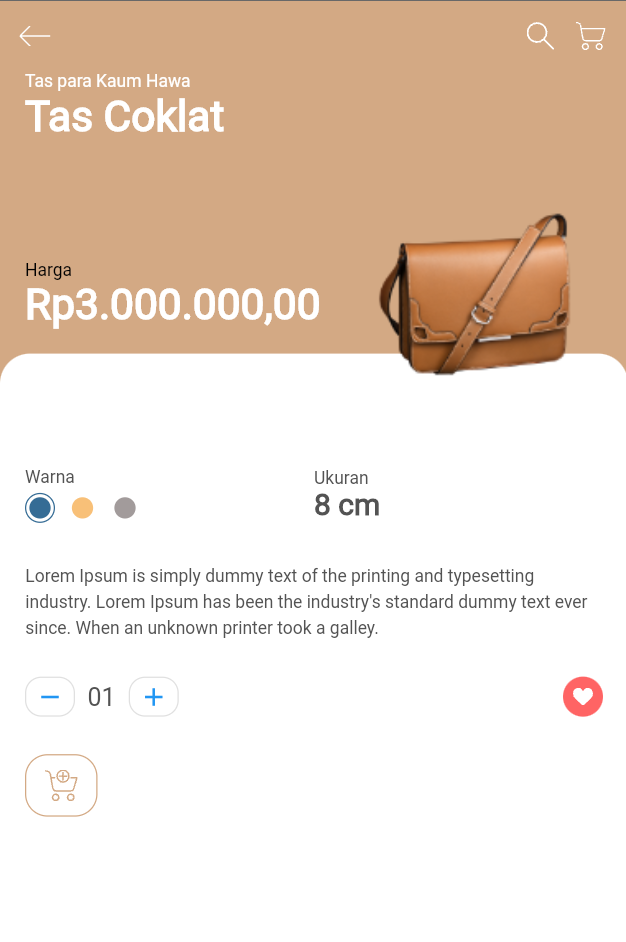 Tas para Kaum Hawa
Tas Coklat
Harga
Rp3.000.000,00
Warna
Ukuran
8 cm
Lorem Ipsum is simply dummy text of the printing and typesetting
industry. Lorem Ipsum has been the industry's standard dummy text ever
since. When an unknown printer took a galley.
01